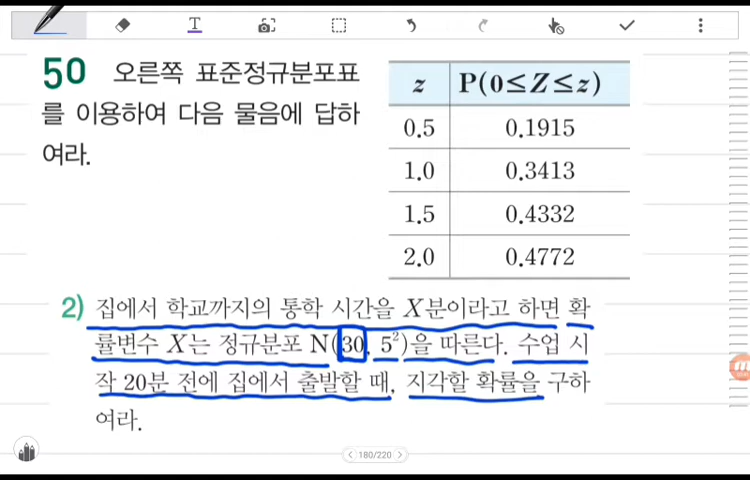 T
50 오른쪽 표준정규분포표
를 이용하여 다음 물음에 답하
여라.
z P(0≤Z≤z)
0.5 0.1915
1.0 0.3413
1.5 0.4332
2.0 0.4772
2) 집에서 학교까지의 통학 시간을 X분이라고 하면 확
률변수 X는 정규분포 N(30, 5²)을 따른다. 수업 시
작 20분 전에 집에서 출발할 때, 지각할 확률을 구하
여라.
< 180/220 >